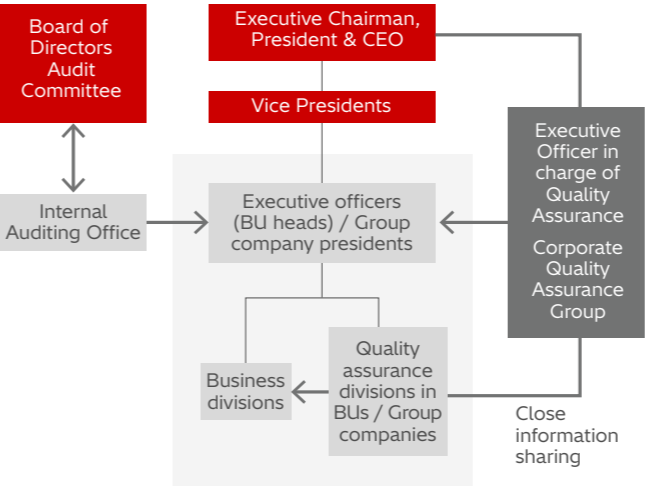 Board of
Directors
Audit
Committee
Executive Chairman,
President & CEO
Vice Presidents
Internal
Auditing Office
Executive officers
(BU heads) / Group
company presidents
Executive
Officer in
charge of
Quality
Assurance
Corporate
Quality
Assurance
Group
Business
divisions
Quality
assurance
divisions in
BUs / Group
companies
Close
information
sharing